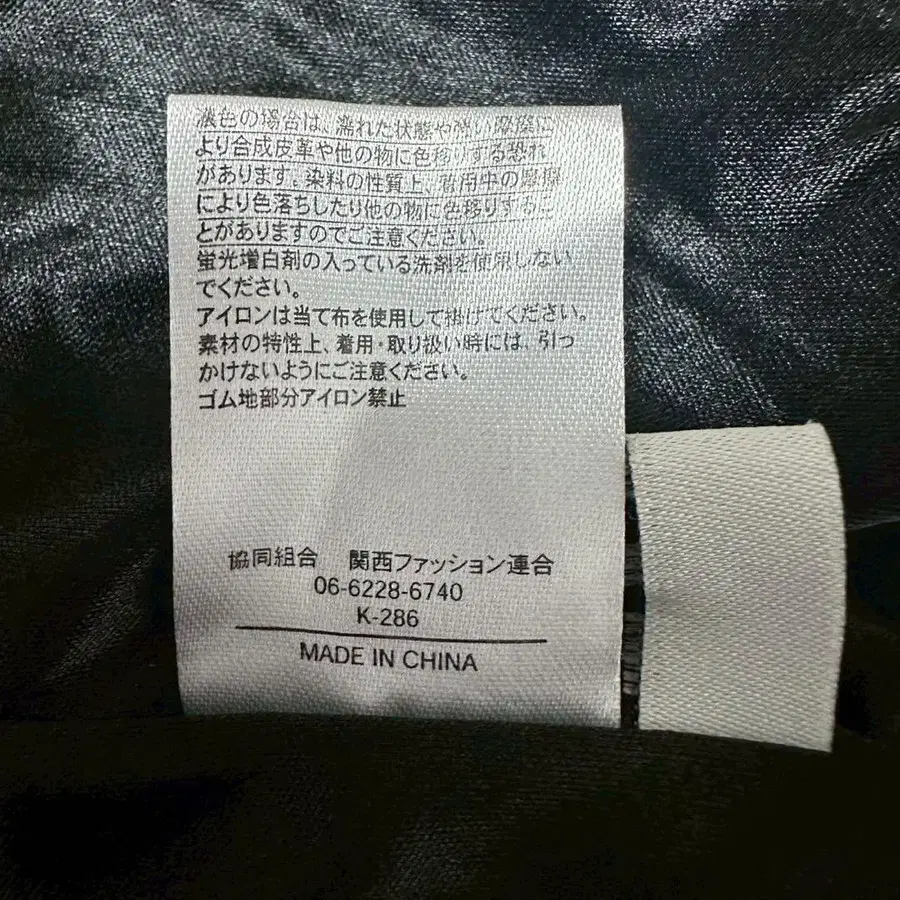 濃色の場合は、濡れた状態や強い摩擦に
より合成皮革や他の物に色移りする恐れ
があります。染料の性質上、着用中の摩擦
により色落ちしたり他の物に色移りするこ
とがありますのでご注意ください。
蛍光増白剤の入っている洗剤を使用しない
でください。
アイロンは当て布を使用して掛けてください。
素材の特性上、着用・取り扱い時には、引っ
かけないようにご注意ください。
ゴム地部分アイロン禁止
協同組合 関西ファッション連合
06-6228-6740
K-286
MADE IN CHINA